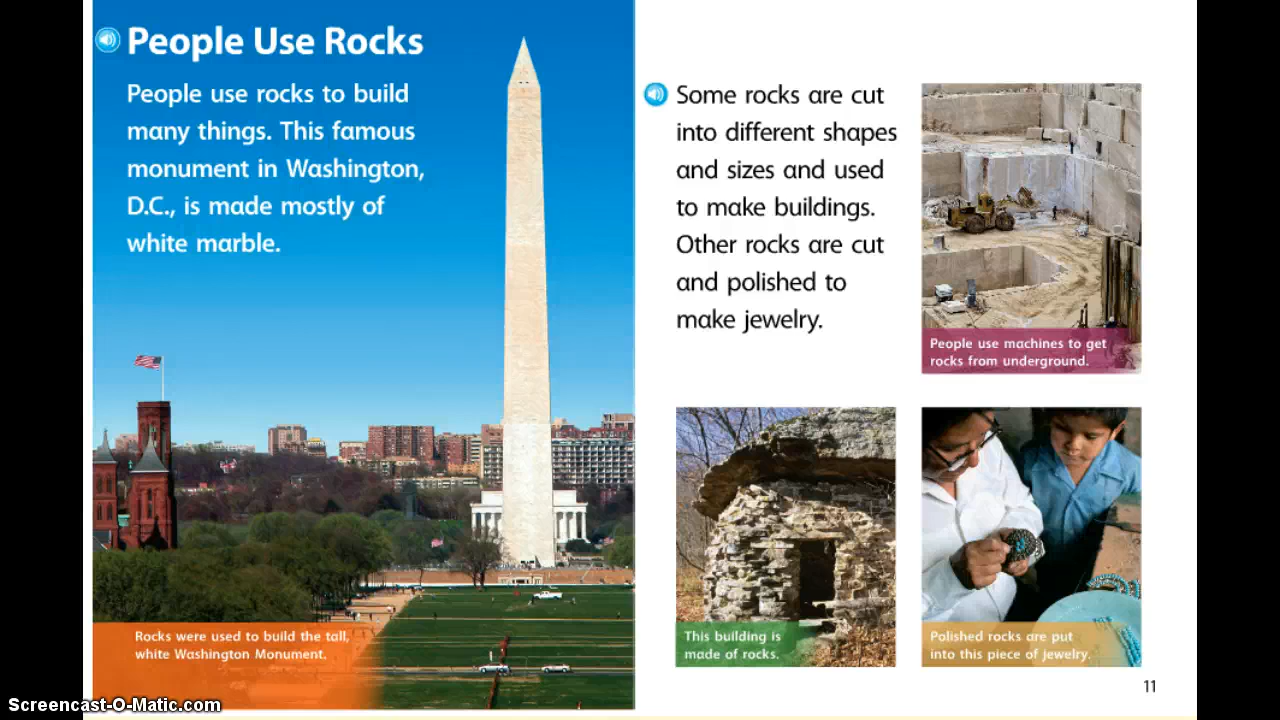 People Use Rocks
People use rocks to build
many things. This famous
monument in Washington,
D.C., is made mostly of
white marble.
Rocks were used to build the tall,
white Washington Monument.
Some rocks are cut
into different shapes
and sizes and used
to make buildings.
Other rocks are cut
and polished to
make jewelry.
People use machines to get
rocks from underground.
This building is
made of rocks.
Polished rocks are put
into this piece of jewelry.
11
Screencast-O-Matic.com